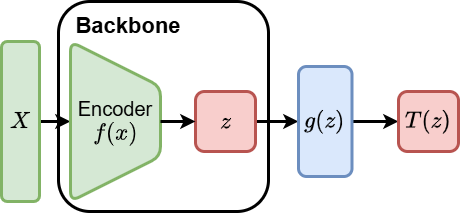 Backbone
X
Encoder
f(x)
z
g(z)
T(z)